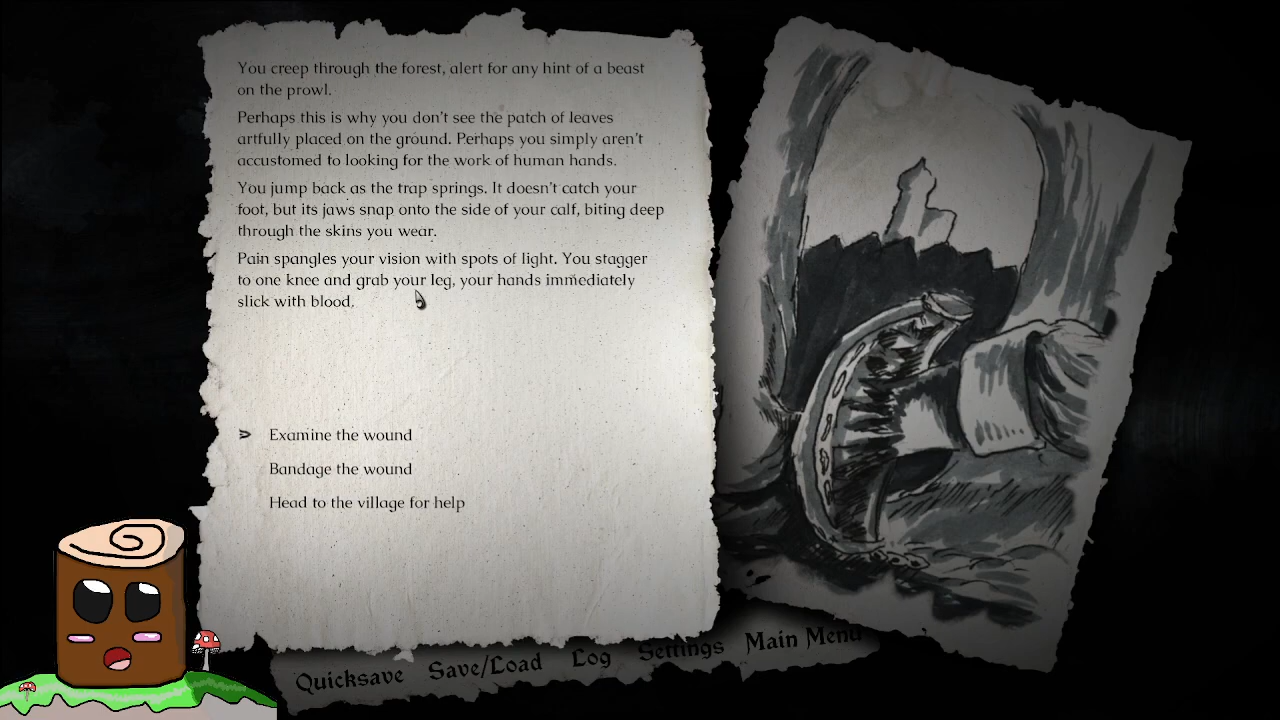 You creep through the forest, alert for any hint of a beast
on the prowl.
Perhaps this is why you don't see the patch of leaves
artfully placed on the ground. Perhaps you simply aren't
accustomed to looking for the work of human hands.
You jump back as the trap springs. It doesn't catch your
foot, but its jaws snap onto the side of your calf, biting deep
through the skins you wear.
Pain spangles your vision with spots of light. You stagger
to one knee and grab your leg, your hands immediately
slick with blood.
Examine the wound
Bandage the wound
Head to the village for help
Quicksave Save/Load Log Settings Main Menu